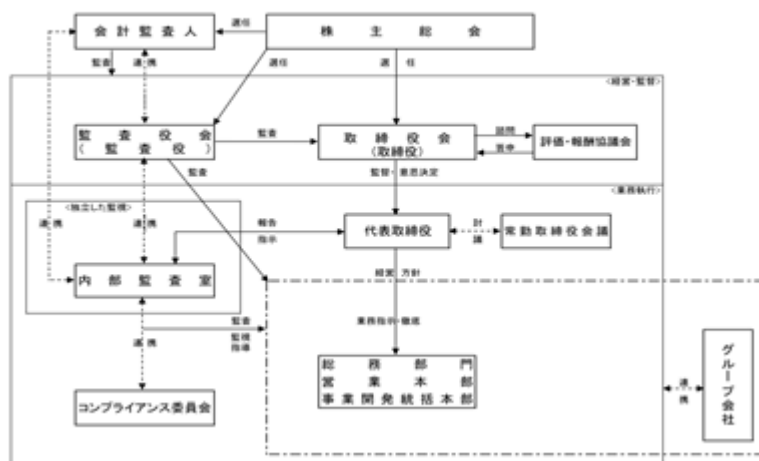 会計監査人
株主総会
選任
監査
連携
選任
選任
<経営・監督>
監査役会
(監査役)
監査
取締役会
(取締役)
諮問
答申
評価・報酬協議会
監査
監督・意思決定
<業務執行>
<独立した監視>
連携
連携
報告
指示
代表取締役
計議
常勤取締役会議
内部監査室
経営方針
監査
監視
指導
業務指示・徹底
連携
総務部門
営業本部
事業開発統括本部
コンプライアンス委員会
連携
グループ会社